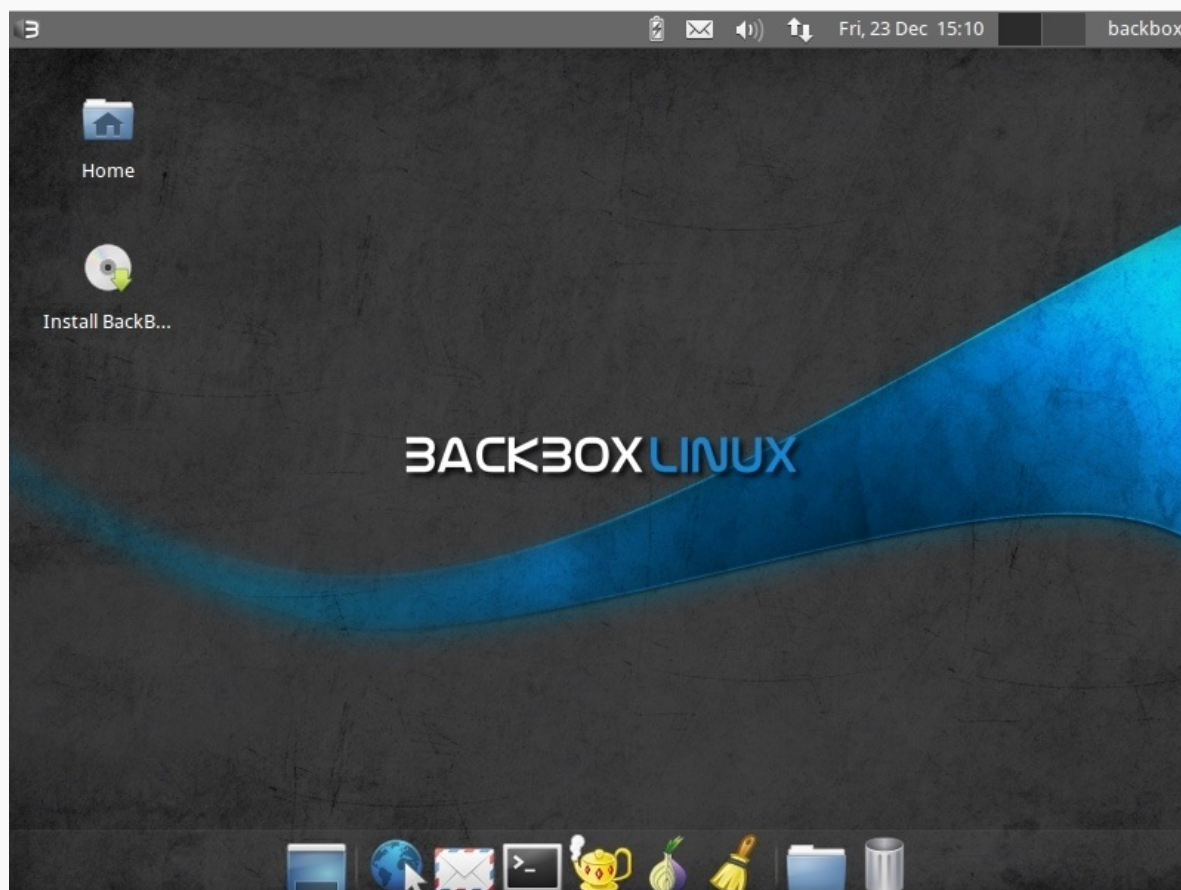 Fri, 23 Dec 15:10
backbox
Home
Install BackB...
BACKBOX LINUX
>_